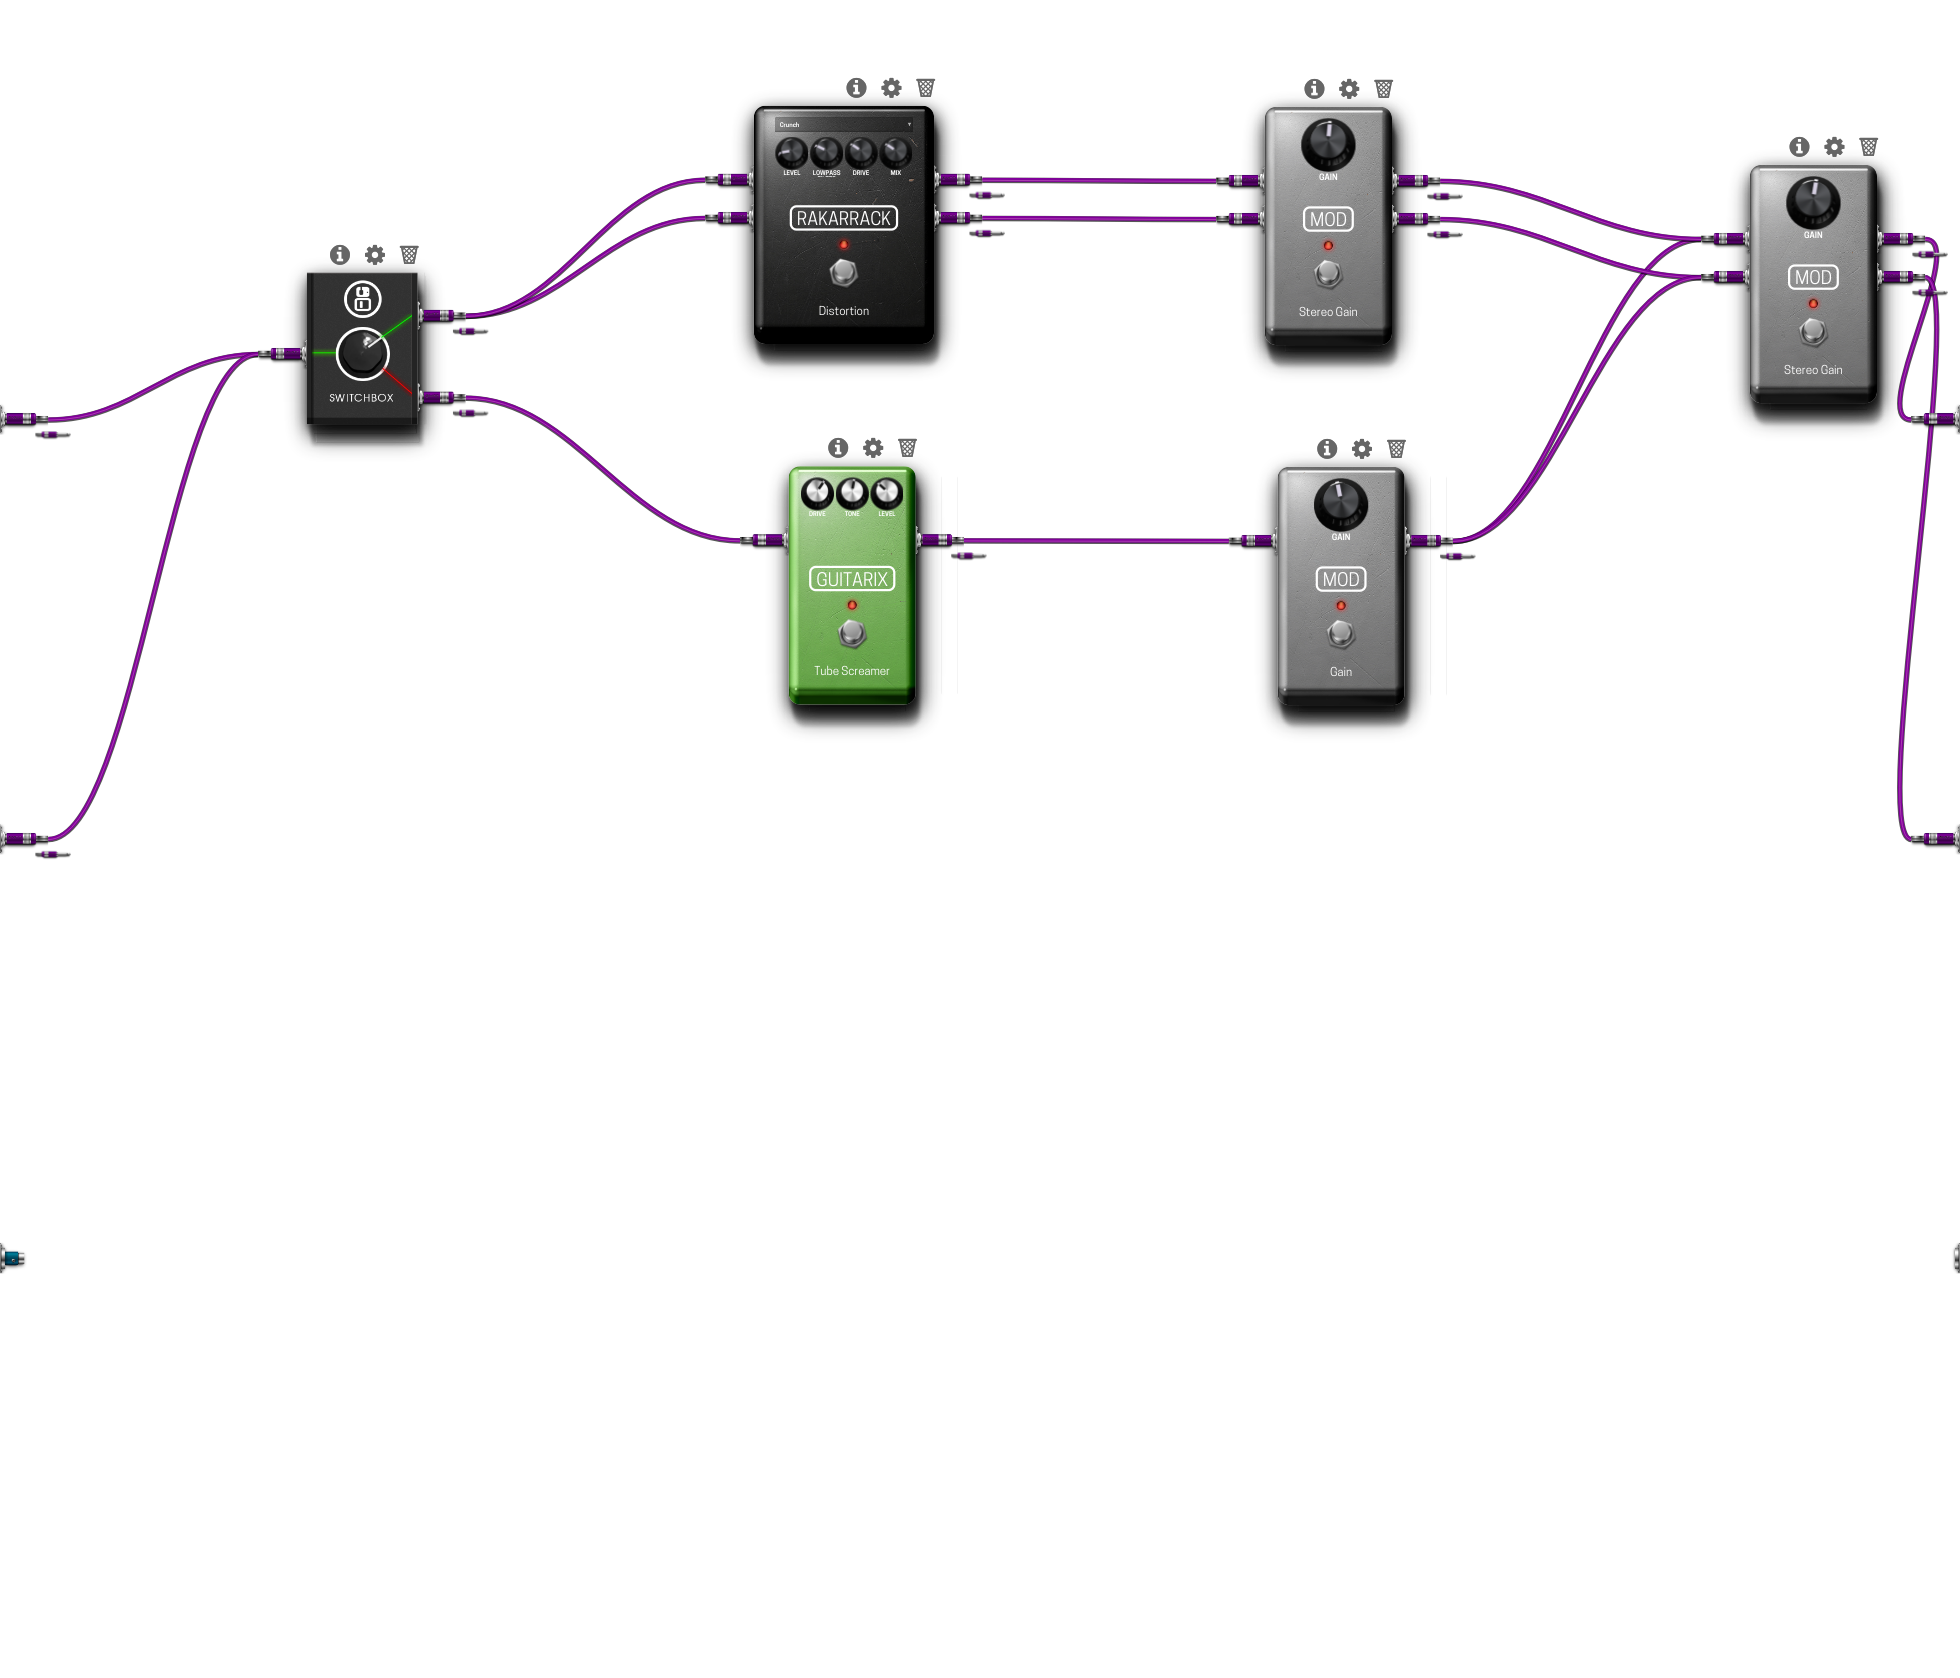 Crunch
LEVEL LOWPASS DRIVE MIX
RAKARRACK
Distortion
GAIN
MOD
Stereo Gain
GAIN
MOD
Stereo Gain
SWITCHBOX
DRIVE TONE LEVEL
GUITARIX
Tube Screamer
GAIN
MOD
Gain